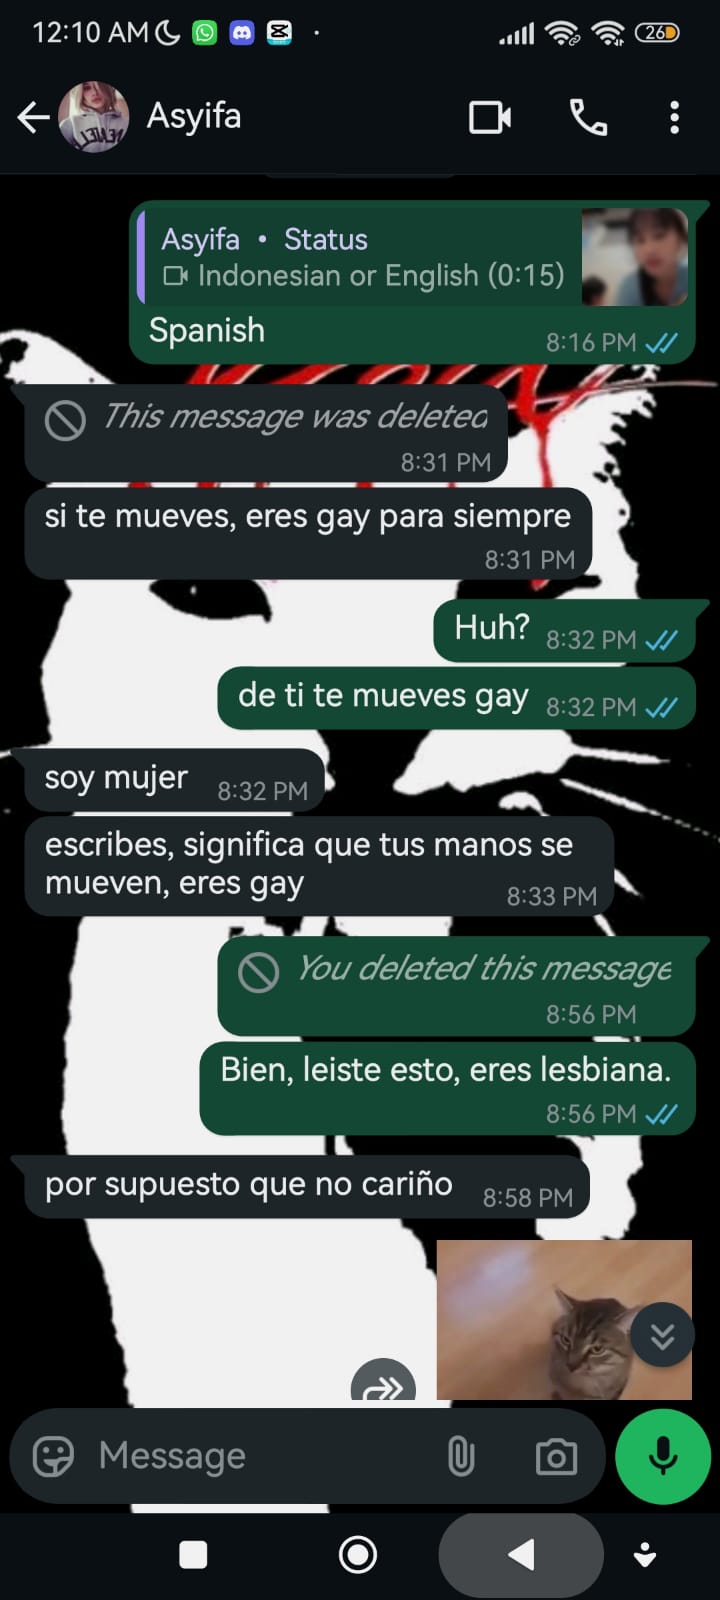 12:10 AM
26
Asyifa
Asyifa • Status
Indonesian or English (0:15)
Spanish
8:16 PM
This message was deleted
8:31 PM
si te mueves, eres gay para siempre
8:31 PM
Huh? 8:32 PM
de ti te mueves gay 8:32 PM
soy mujer 8:32 PM
escribes, significa que tus manos se
mueven, eres gay
8:33 PM
You deleted this message
8:56 PM
Bien, leiste esto, eres lesbiana.
8:56 PM
por supuesto que no cariño 8:58 PM
Message